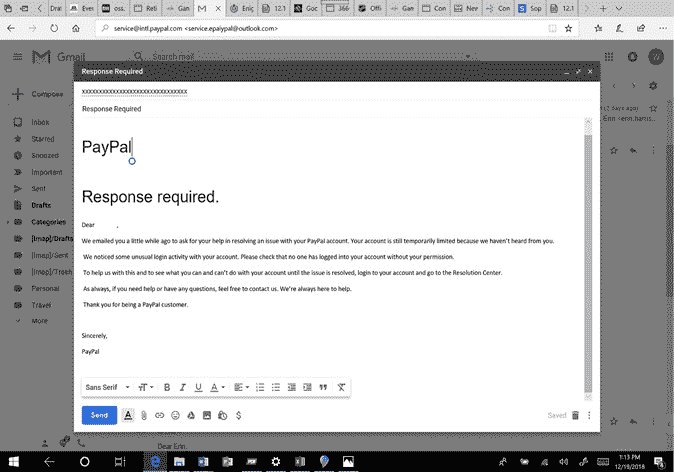 service@intl.paypal.com <service.epaiypal@outlook.com>
Gmail
Search mail
Compose
Inbox
Starred
Snoozed
Important
Sent
Drafts
Categories
[Imap]/Drafts
[Imap]/Sent
[Imap]/Trash
Personal
Travel
More
Response Required
xxxxxxxxxxxxxxxxxxxxxxxxxxxxxxxx
Response Required
PayPal
Response required.
Dear ,
We emailed you a little while ago to ask for your help in resolving an issue with your PayPal account. Your account is still temporarily limited because we haven't heard from you.
We noticed some unusual login activity with your account. Please check that no one has logged into your account without your permission.
To help us with this and to see what you can and can't do with your account until the issue is resolved, login to your account and go to the Resolution Center.
As always, if you need help or have any questions, feel free to contact us. We're always here to help.
Thank you for being a PayPal customer.
Sincerely,
PayPal
Sans Serif
Send
Saved
Dear Erin,
1:13 PM
12/19/2018